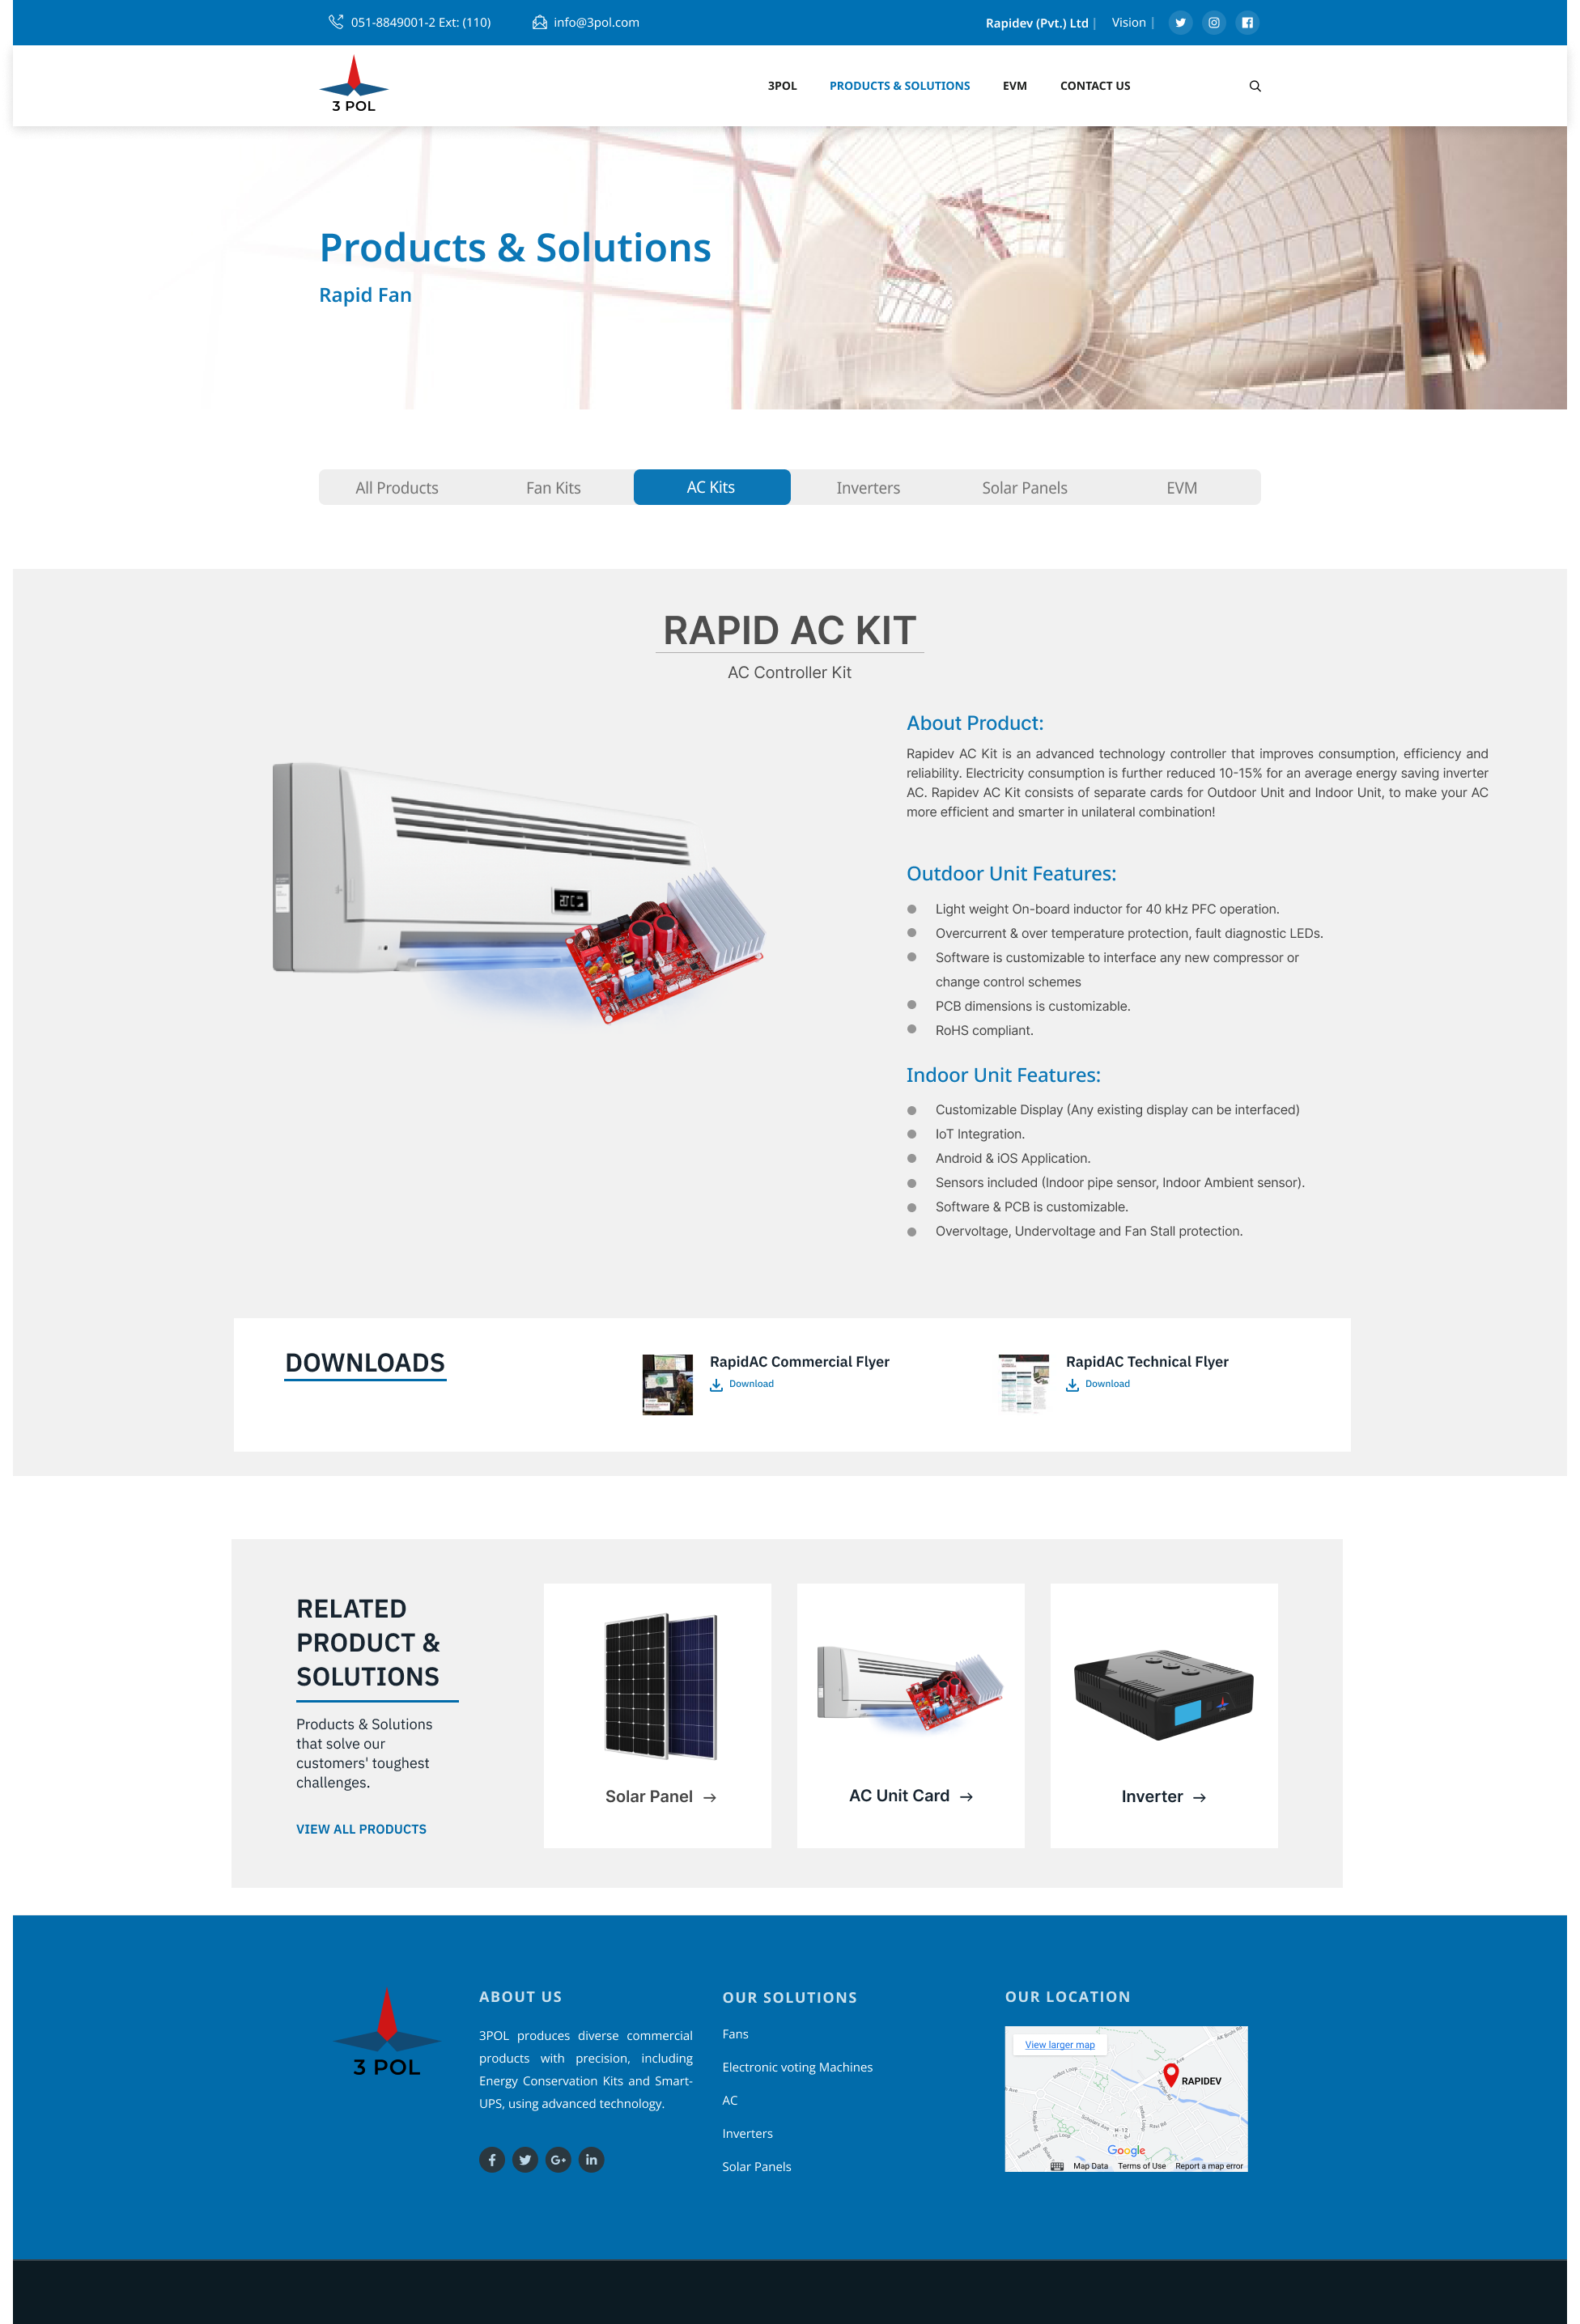 051-8849001-2 Ext: (110)
info@3pol.com
Rapidev (Pvt.) Ltd |
Vision |
3 POL
3POL
PRODUCTS & SOLUTIONS
EVM
CONTACT US
Products & Solutions
Rapid Fan
All Products
Fan Kits
AC Kits
Inverters
Solar Panels
EVM
RAPID AC KIT
AC Controller Kit
About Product:
Rapidev AC Kit is an advanced technology controller that improves consumption, efficiency and
reliability. Electricity consumption is further reduced 10-15% for an average energy saving inverter
AC. Rapidev AC Kit consists of separate cards for Outdoor Unit and Indoor Unit, to make your AC
more efficient and smarter in unilateral combination!
Outdoor Unit Features:
Light weight On-board inductor for 40 kHz PFC operation.
Overcurrent & over temperature protection, fault diagnostic LEDs.
Software is customizable to interface any new compressor or
change control schemes
PCB dimensions is customizable.
RoHS compliant.
Indoor Unit Features:
Customizable Display (Any existing display can be interfaced)
IoT Integration.
Android & iOS Application.
Sensors included (Indoor pipe sensor, Indoor Ambient sensor).
Software & PCB is customizable.
Overvoltage, Undervoltage and Fan Stall protection.
DOWNLOADS
RapidAC Commercial Flyer
Download
RapidAC Technical Flyer
Download
RELATED
PRODUCT &
SOLUTIONS
Products & Solutions
that solve our
customers' toughest
challenges.
VIEW ALL PRODUCTS
Solar Panel →
AC Unit Card →
Inverter →
3 POL
ABOUT US
3POL produces diverse commercial
products with precision, including
Energy Conservation Kits and Smart-
UPS, using advanced technology.
OUR SOLUTIONS
Fans
Electronic voting Machines
AC
Inverters
Solar Panels
OUR LOCATION
View larger map
RAPIDEV
Indus Loop
Google
Map Data
Terms of Use
Report a map error